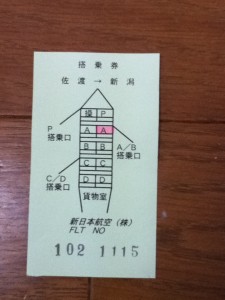 搭 乗 券
佐 渡 → 新 潟
操 P
P
搭乗口
A A
A/B
搭乗口
B B
C C
C/D
搭乗口
D D
貨物室
新日本航空(株)
FLT NO
102 1115